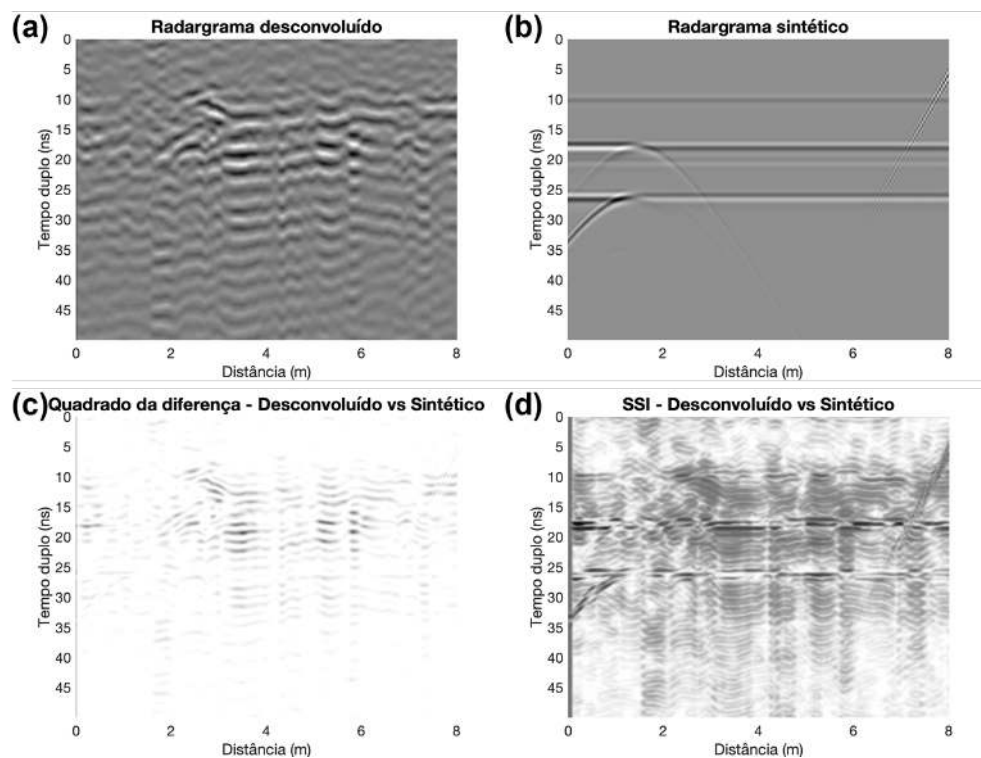 (a) Radargrama desconvoluído
0
5
10
15
20
25
30
35
40
45
Tempo duplo (ns)
0 2 4 6 8
Distância (m)
(b) Radargrama sintético
0
5
10
15
20
25
30
35
40
45
Tempo duplo (ns)
0 2 4 6 8
Distância (m)
(c) Quadrado da diferença - Desconvoluído vs Sintético
0
5
10
15
20
25
30
35
40
45
Tempo duplo (ns)
0 2 4 6 8
Distância (m)
(d) SSI - Desconvoluído vs Sintético
0
5
10
15
20
25
30
35
40
45
Tempo duplo (ns)
0 2 4 6 8
Distância (m)